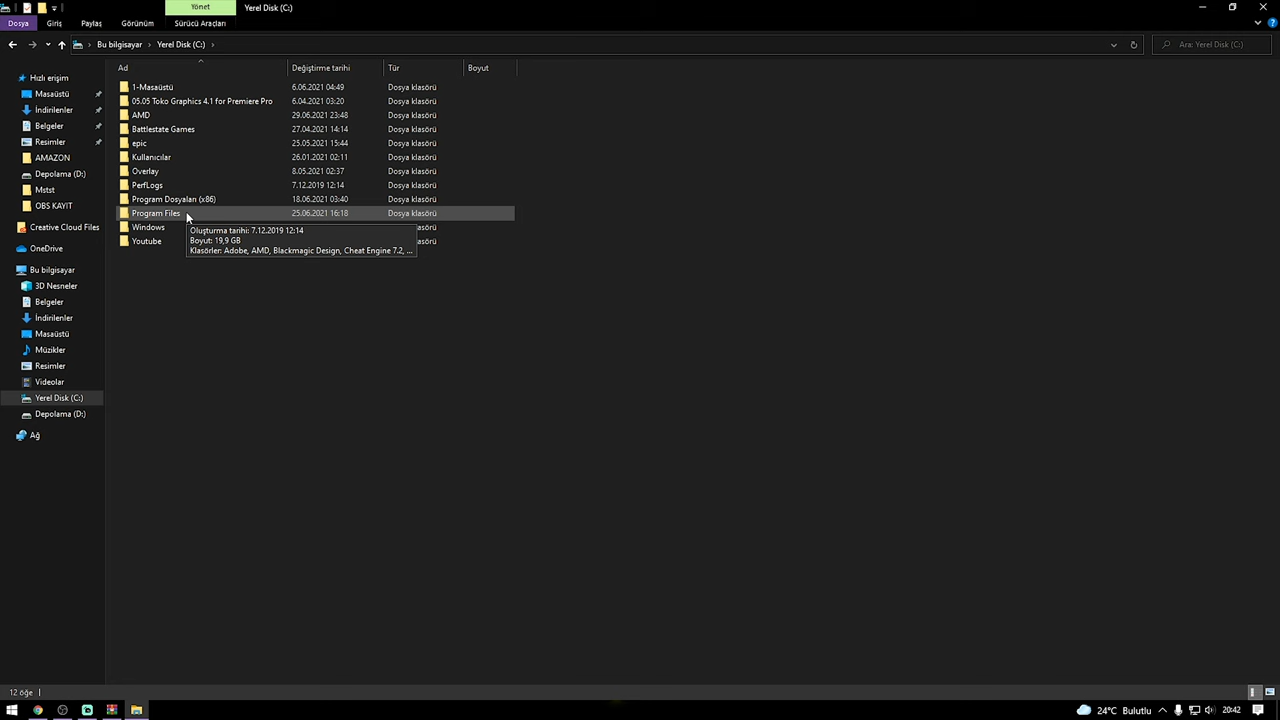 Yönet
Yerel Disk (C:)
Dosya
Giriş
Paylaş
Görünüm
Sürücü Araçları
Bu bilgisayar
Yerel Disk (C:)
Ara: Yerel Disk (C:)
Ad
Değiştirme tarihi
Tür
Boyut
Hızlı erişim
Masaüstü
İndirilenler
Belgeler
Resimler
AMAZON
Depolama (D:)
Mstst
OBS KAYIT
Creative Cloud Files
OneDrive
Bu bilgisayar
3D Nesneler
Belgeler
İndirilenler
Masaüstü
Müzikler
Resimler
Videolar
Yerel Disk (C:)
Depolama (D:)
Ağ
1-Masaüstü 6.06.2021 04:49 Dosya klasörü
05.05 Toko Graphics 4.1 for Premiere Pro 6.04.2021 03:20 Dosya klasörü
AMD 29.06.2021 23:48 Dosya klasörü
Battlestate Games 27.04.2021 14:14 Dosya klasörü
epic 25.05.2021 15:44 Dosya klasörü
Kullanıcılar 26.01.2021 02:11 Dosya klasörü
Overlay 8.05.2021 02:37 Dosya klasörü
PerfLogs 7.12.2019 12:14 Dosya klasörü
Program Dosyaları (x86) 18.06.2021 03:40 Dosya klasörü
Program Files 25.06.2021 16:18 Dosya klasörü
Windows asörü
Youtube asörü
Oluşturma tarihi: 7.12.2019 12:14
Boyut: 19,9 GB
Klasörler: Adobe, AMD, Blackmagic Design, Cheat Engine 7.2, ...
12 öğe
24°C Bulutlu
20:42